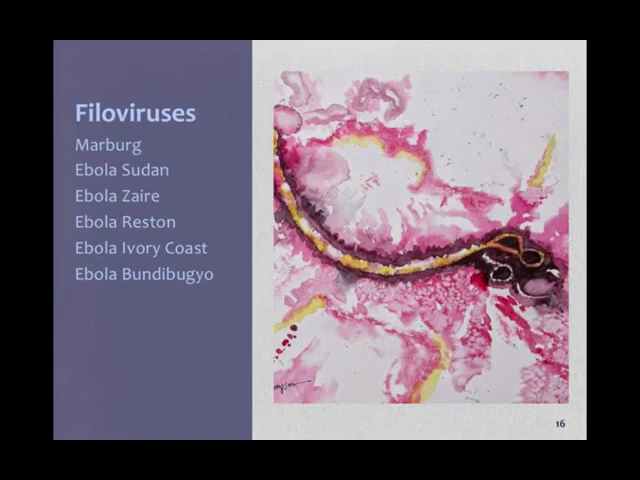 Filoviruses
Marburg
Ebola Sudan
Ebola Zaire
Ebola Reston
Ebola Ivory Coast
Ebola Bundibugyo
16